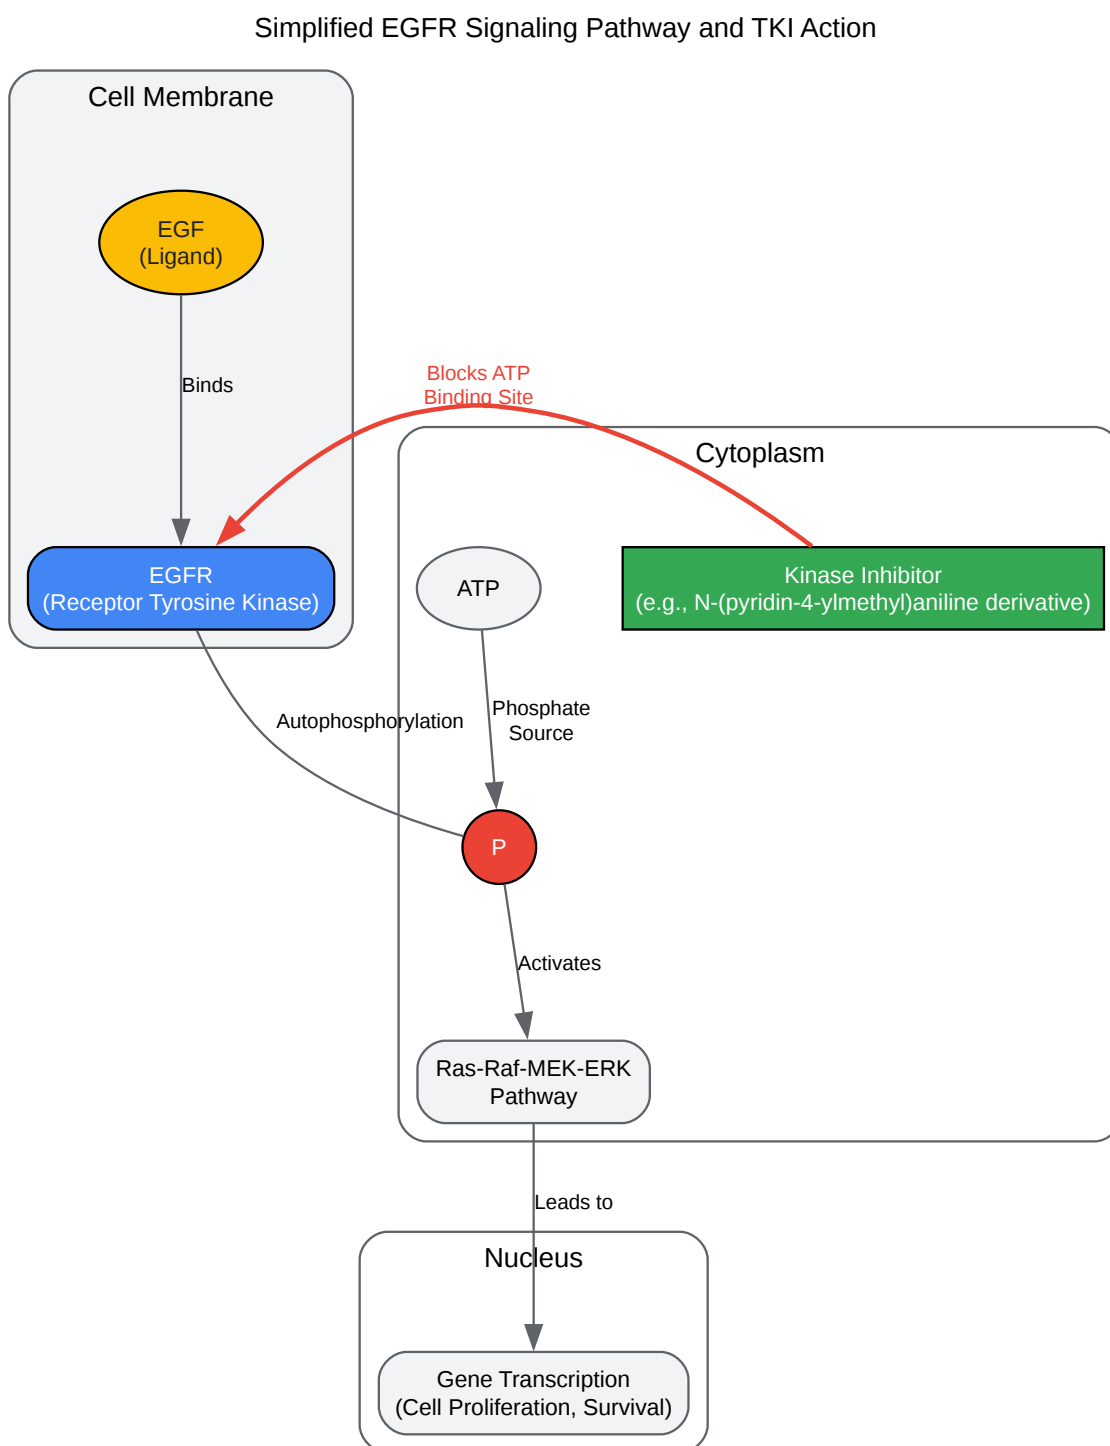 Simplified EGFR Signaling Pathway and TKI Action
Cell Membrane
EGF
(Ligand)
Binds
Blocks ATP
Binding Site
Cytoplasm
EGFR
(Receptor Tyrosine Kinase)
ATP
Kinase Inhibitor
(e.g., N-(pyridin-4-ylmethyl)aniline derivative)
Autophosphorylation
Phosphate
Source
P
Activates
Ras-Raf-MEK-ERK
Pathway
Leads to
Nucleus
Gene Transcription
(Cell Proliferation, Survival)